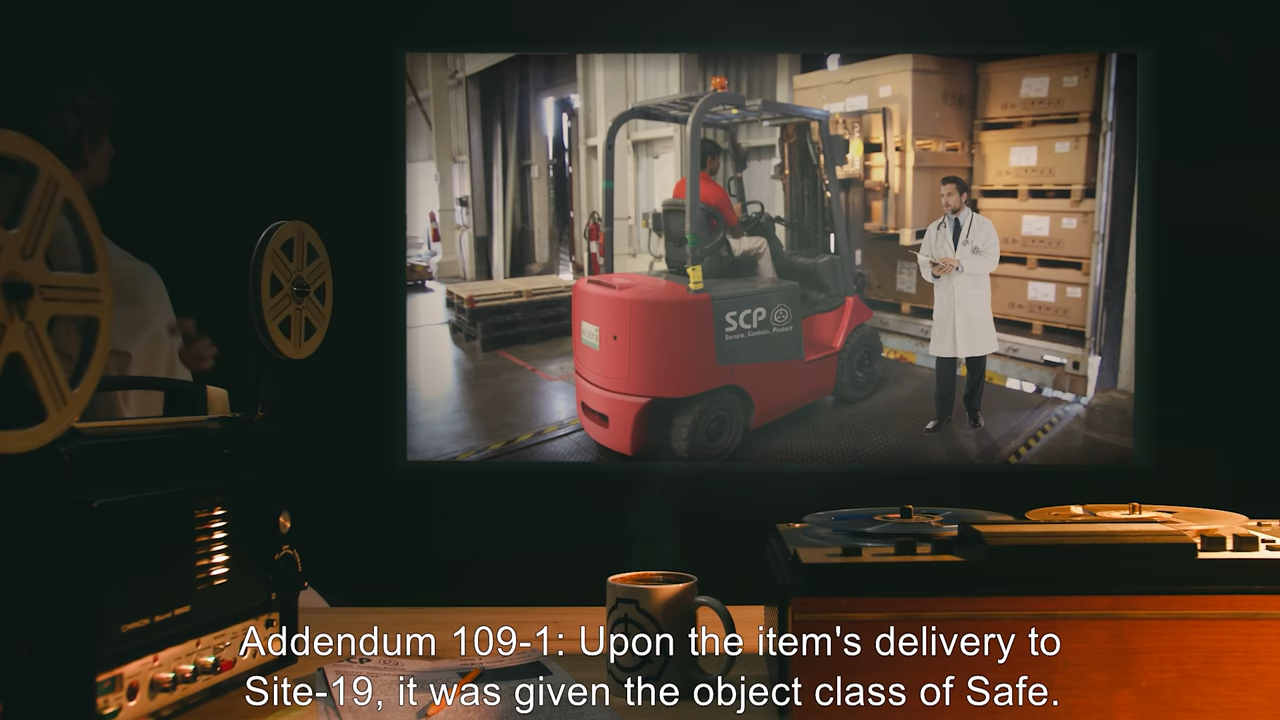 SCP
Secure. Contain. Protect
Addendum 109-1: Upon the item's delivery to
Site-19, it was given the object class of Safe.